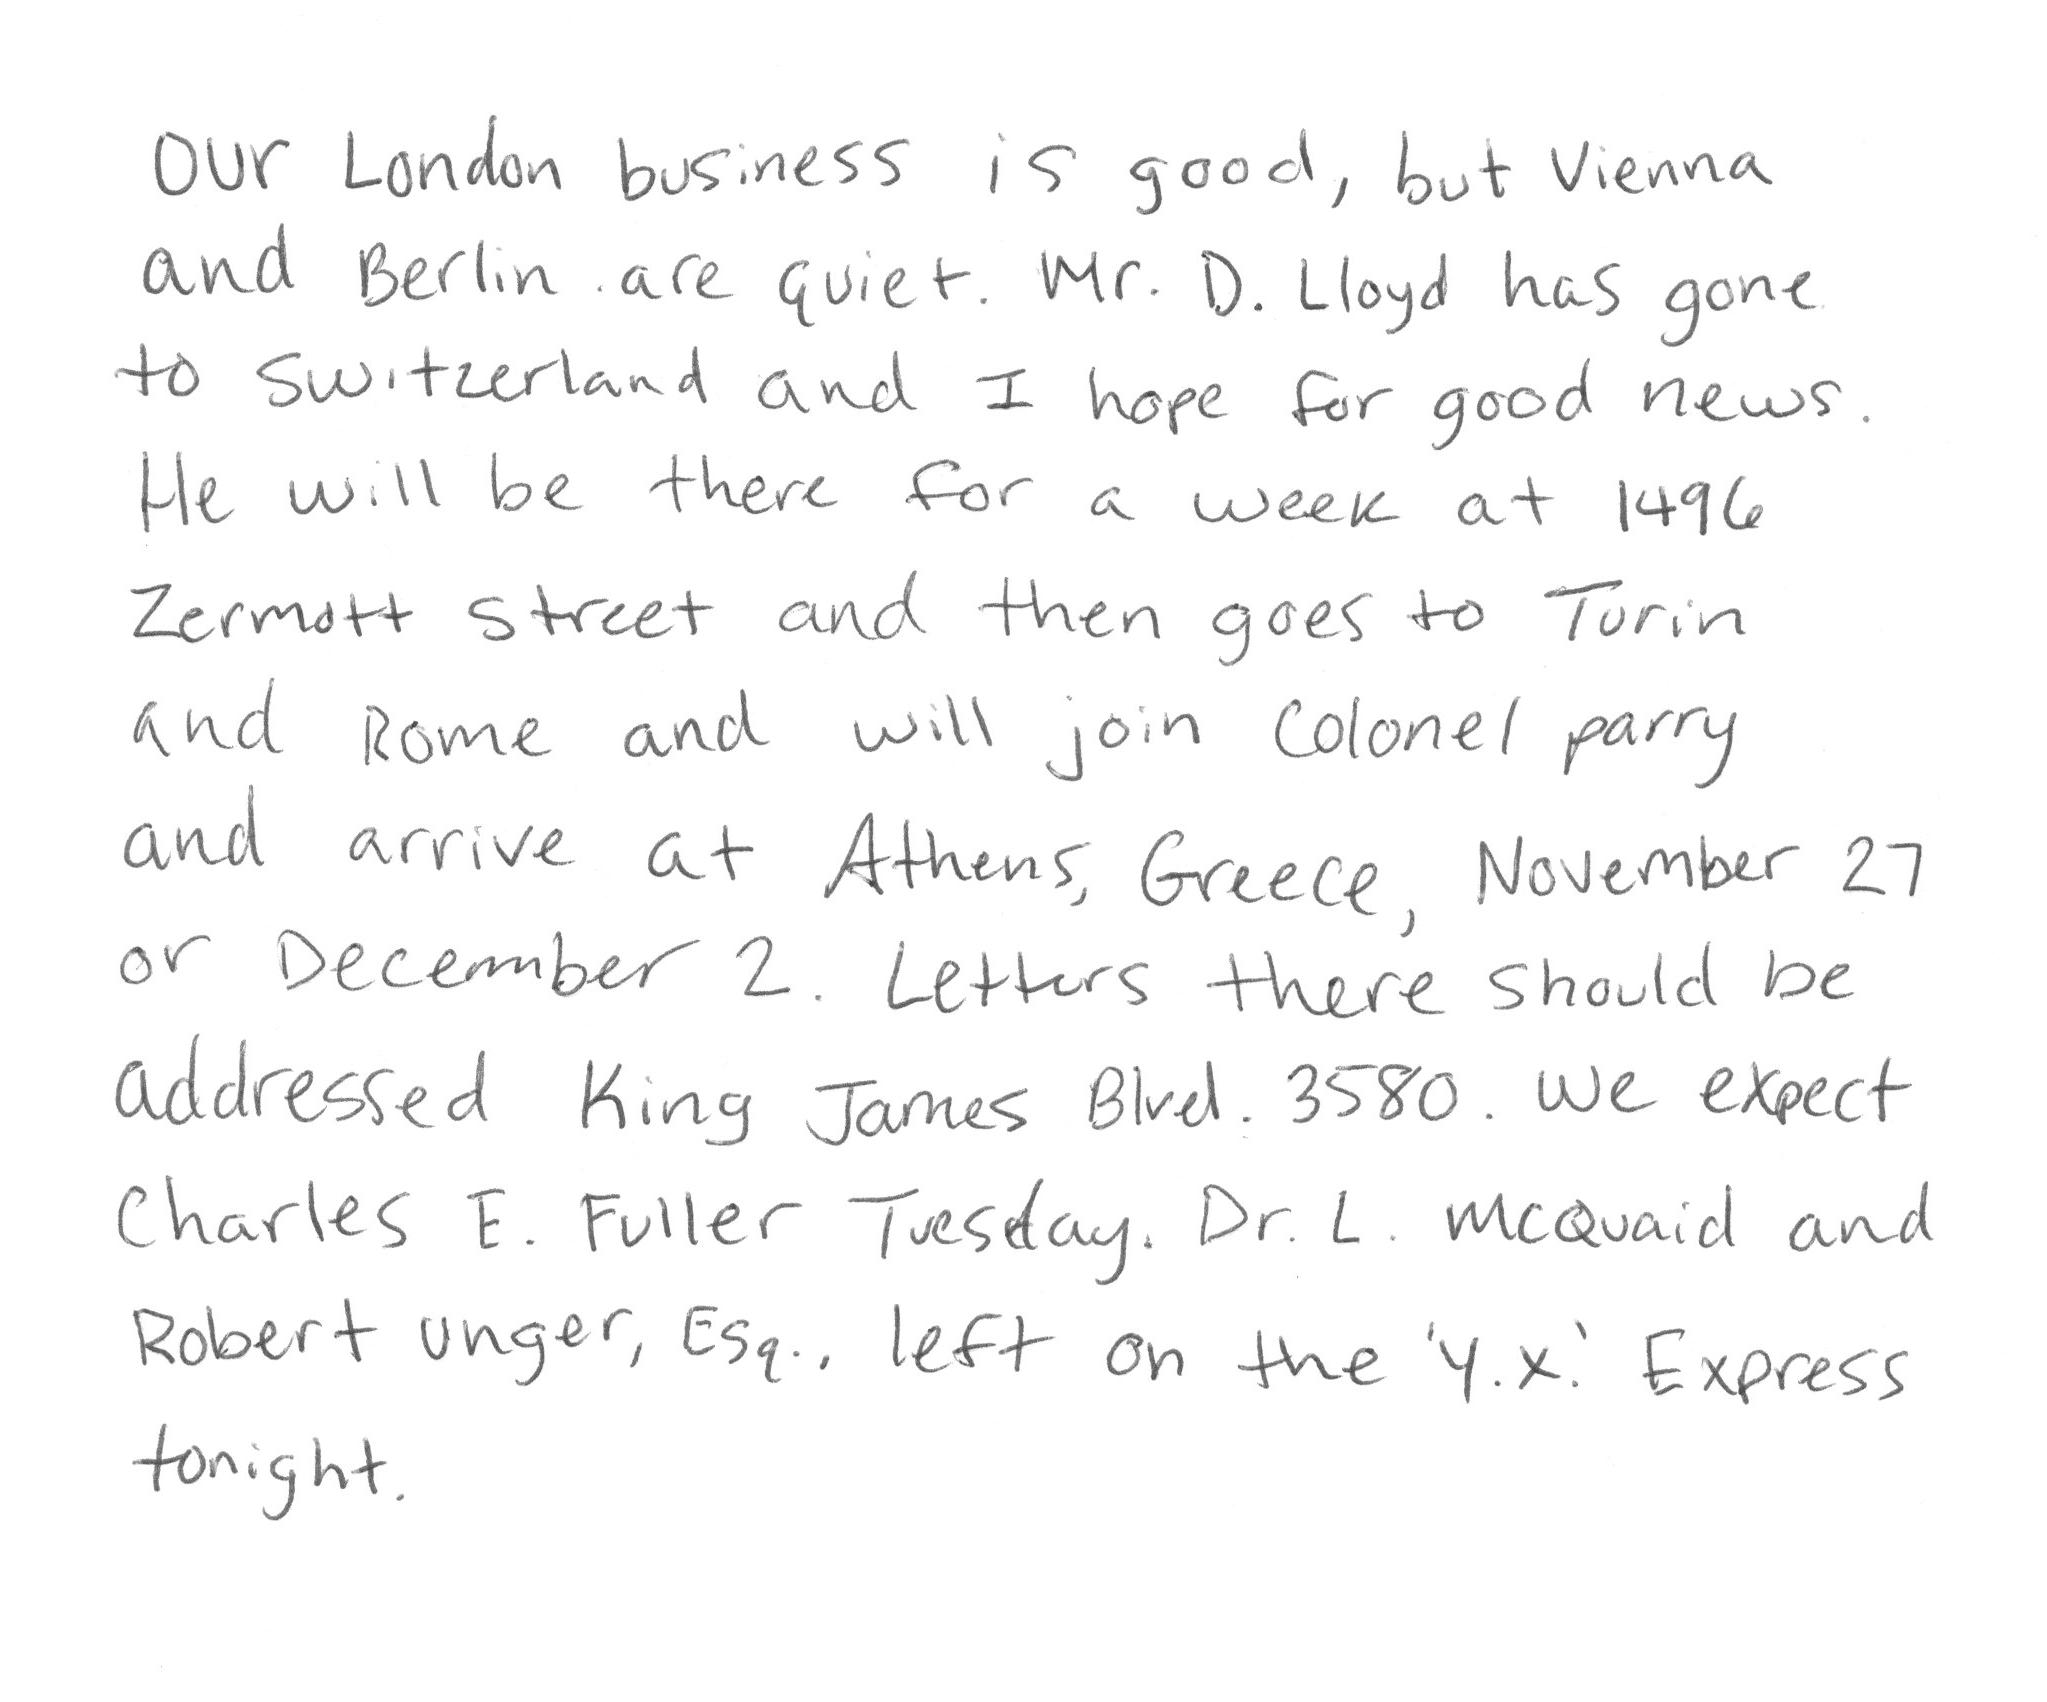 Our London business is good, but Vienna
and Berlin are quiet. Mr. D. Lloyd has gone
to Switzerland and I hope for good news.
He will be there for a week at 1496
Zermott Street and then goes to Turin
and Rome and will join Colonel parry
and arrive at Athens, Greece, November 27
or December 2. Letters there should be
addressed King James Blvd. 3580. We expect
Charles E. Fuller Tuesday. Dr. L. McQuaid and
Robert Unger, Esq., left on the 'Y.X.' Express
tonight.